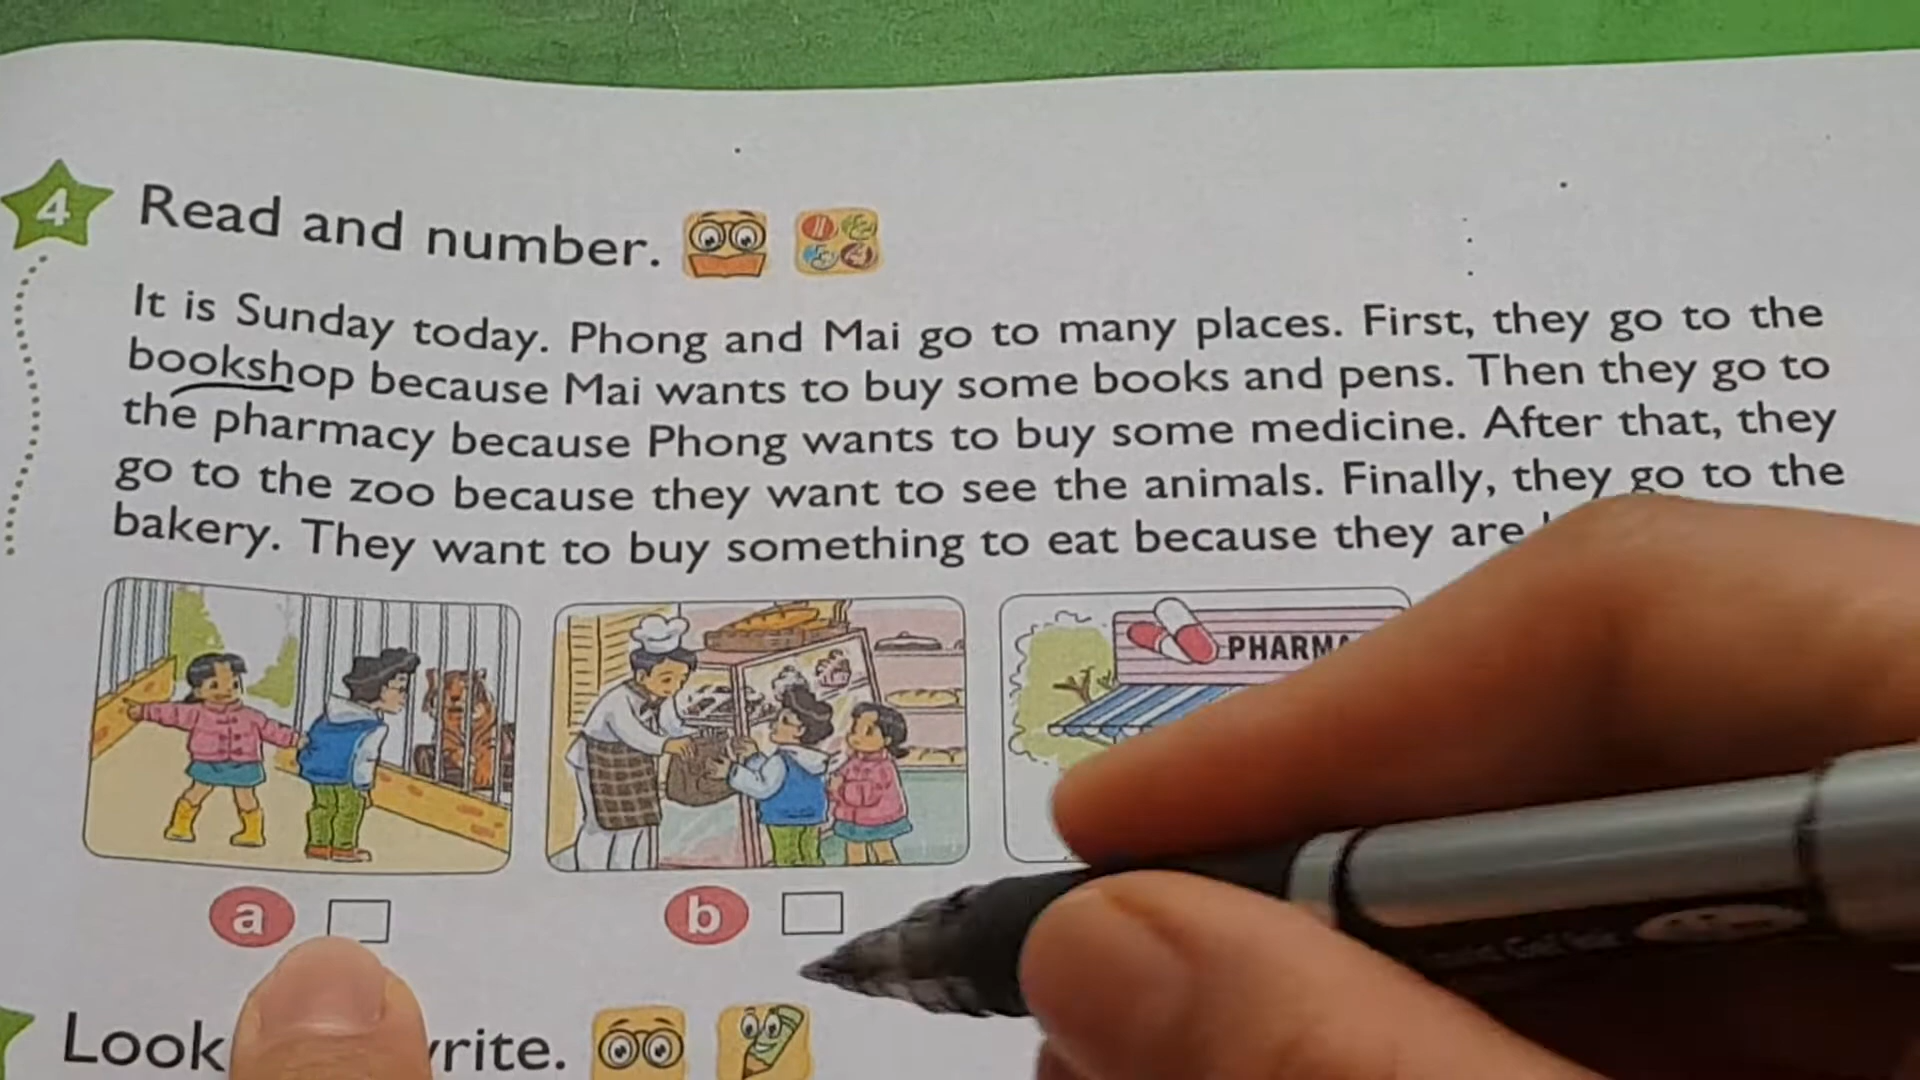 4 Read and number.
It is Sunday today. Phong and Mai go to many places. First, they go to the
bookshop because Mai wants to buy some books and pens. Then they go to
the pharmacy because Phong wants to buy some medicine. After that, they
go to the zoo because they want to see the animals. Finally, they go to the
bakery. They want to buy something to eat because they are
a b
Look